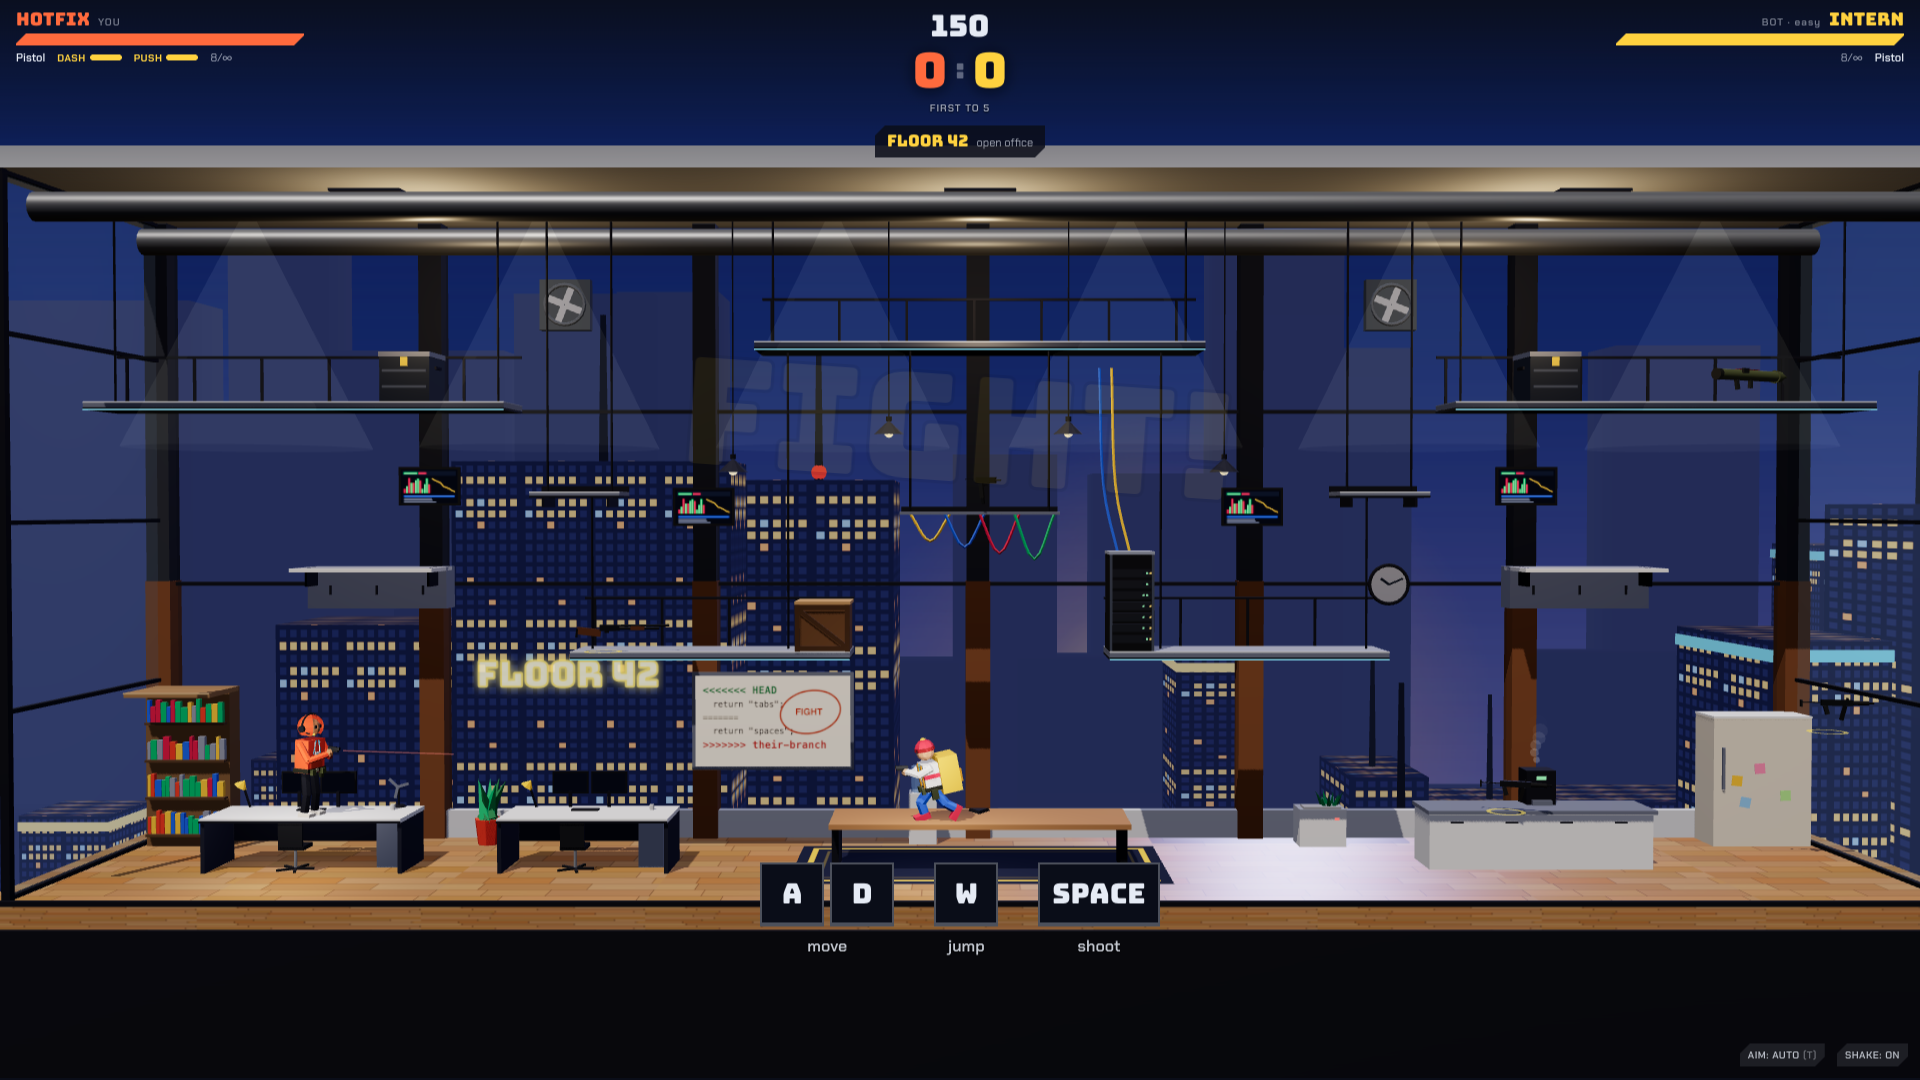 HOTFIX YOU
Pistol DASH PUSH 8/∞
150
0 : 0
FIRST TO 5
BOT · easy INTERN
8/∞ Pistol
FLOOR 42 open office
FIGHT!
FLOOR 42
<<<<<<< HEAD
return "tabs";
=======
return "spaces";
>>>>>>> their-branch
FIGHT
A D W SPACE
move jump shoot
AIM: AUTO (T) SHAKE: ON